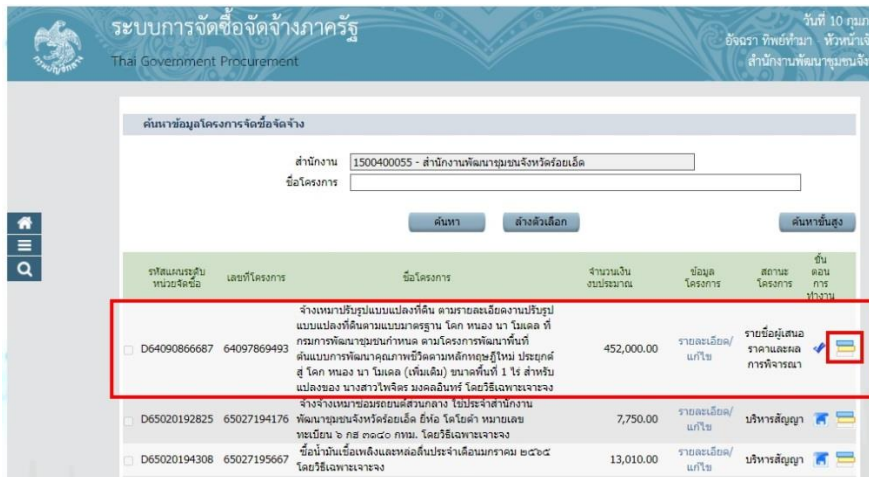 ระบบการจัดซื้อจัดจ้างภาครัฐ
Thai Government Procurement
วันที่ 10 กุมภ
อัจฉรา ทิพย์ทำมา - หัวหน้าเจ้
สำนักงานพัฒนาชุมชนจัง
กรมบัญชีกลาง
ค้นหาข้อมูลโครงการจัดซื้อจัดจ้าง
สำนักงาน 1500400055 - สำนักงานพัฒนาชุมชนจังหวัดร้อยเอ็ด
ชื่อโครงการ
ค้นหา ล้างตัวเลือก ค้นหาขั้นสูง
รหัสแผนระดับ
หน่วยจัดซื้อ
เลขที่โครงการ
ชื่อโครงการ
จำนวนเงิน
งบประมาณ
ข้อมูล
โครงการ
สถานะ
โครงการ
ขั้น
ตอน
การ
ทำงาน
D64090866687 64097869493
จ้างเหมาปรับรูปแบบแปลงที่ดิน ตามรายละเอียดงานปรับรูป
แบบแปลงที่ดินตามแบบมาตรฐาน โคก หนอง นา โมเดล ที่
กรมการพัฒนาชุมชนกำหนด ตามโครงการพัฒนาพื้นที่
ต้นแบบการพัฒนาคุณภาพชีวิตตามหลักทฤษฎีใหม่ ประยุกต์
สู่ โคก หนอง นา โมเดล (เพิ่มเติม) ขนาดพื้นที่ 1 ไร่ สำหรับ
แปลงของ นางสาวไพจิตร มงคลอินทร์ โดยวิธีเฉพาะเจาะจง
452,000.00
รายละเอียด/
แก้ไข
รายชื่อผู้เสนอ
ราคาและผล
การพิจารณา
D65020192825 65027194176
จ้างจ้างเหมาซ่อมรถยนต์ส่วนกลาง ใช้ประจำสำนักงาน
พัฒนาชุมชนจังหวัดร้อยเอ็ด ยี่ห้อ โตโยต้า หมายเลข
ทะเบียน ๖ กส ๓๑๔๐ กทม. โดยวิธีเฉพาะเจาะจง
7,750.00
รายละเอียด/
แก้ไข
บริหารสัญญา
D65020194308 65027195667
ซื้อน้ำมันเชื้อเพลิงและหล่อลื่นประจำเดือนมกราคม ๒๕๖๕
โดยวิธีเฉพาะเจาะจง
13,010.00
รายละเอียด/
แก้ไข
บริหารสัญญา